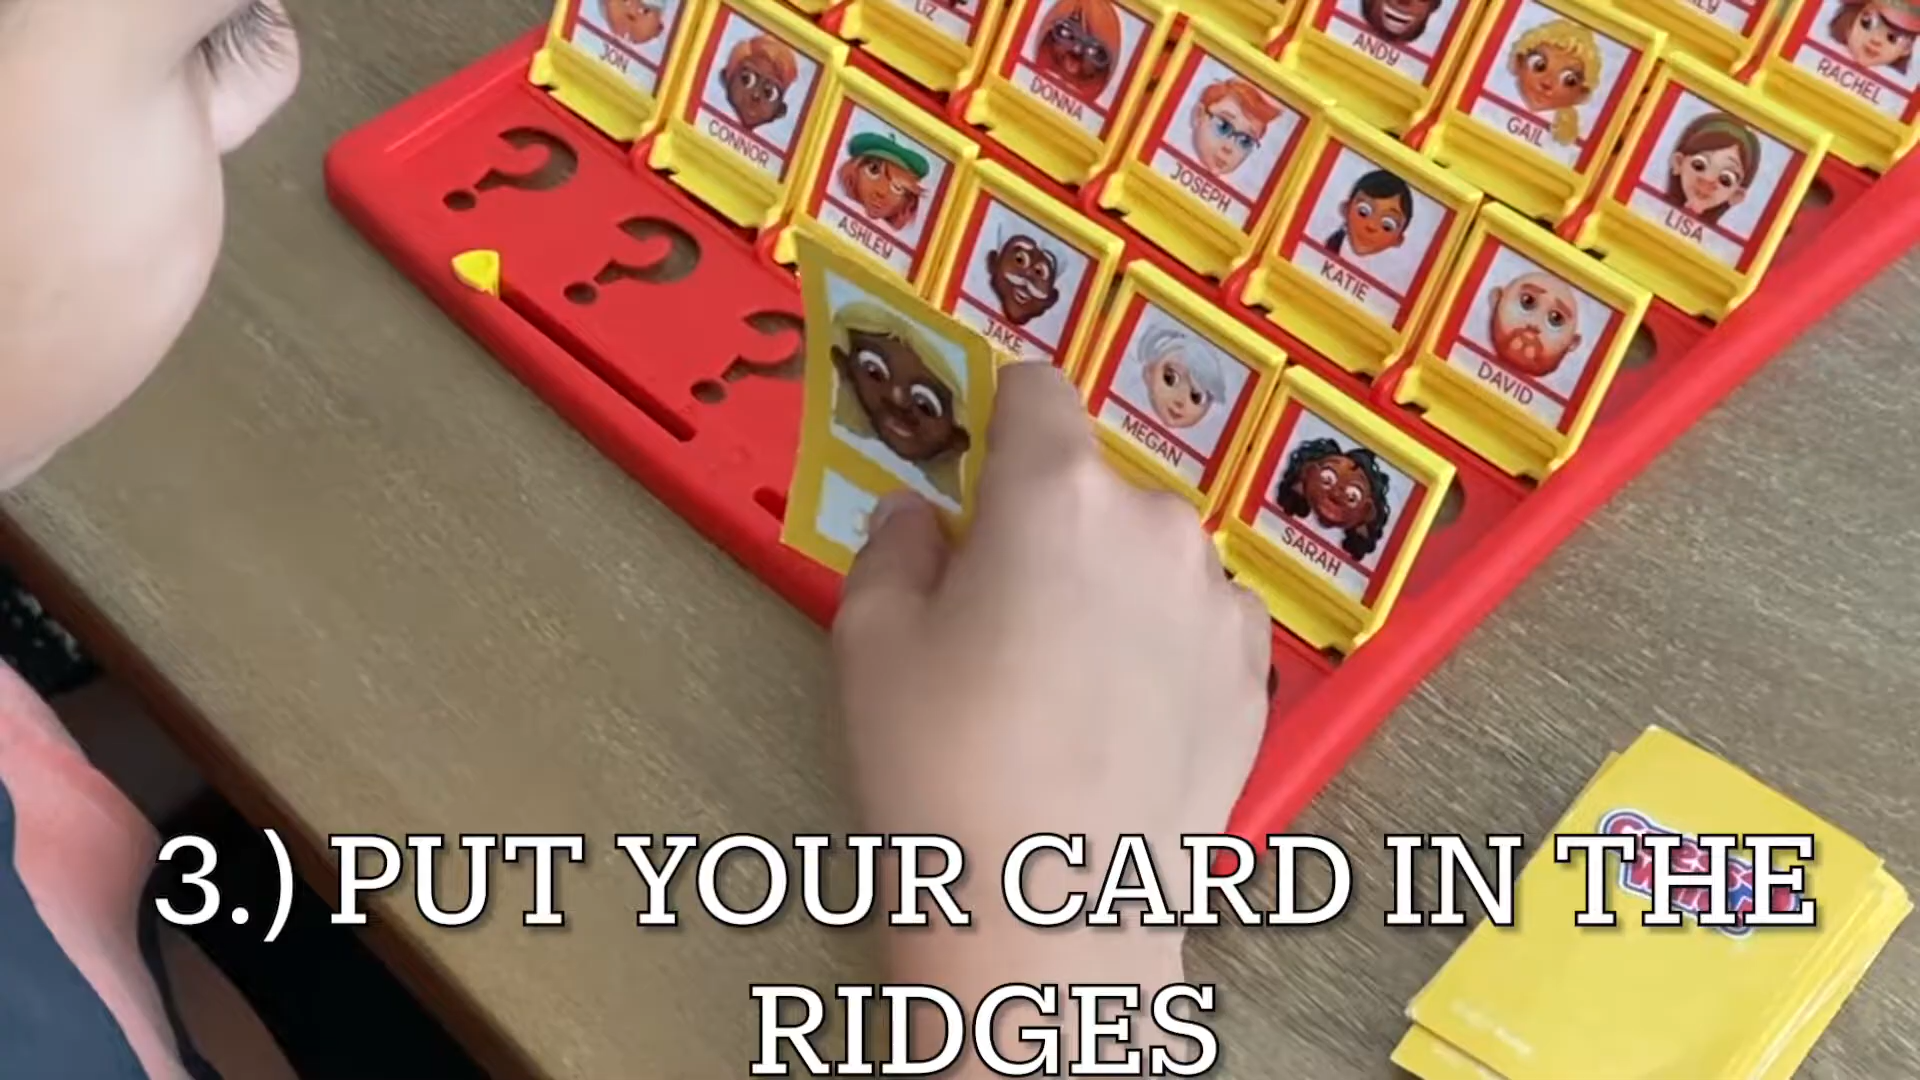 JON
LIZ
ANDY
RACHEL
CONNOR
DONNA
GAIL
ASHLEY
JOSEPH
LISA
JAKE
KATIE
MEGAN
DAVID
SARAH
3.) PUT YOUR CARD IN THE
RIDGES